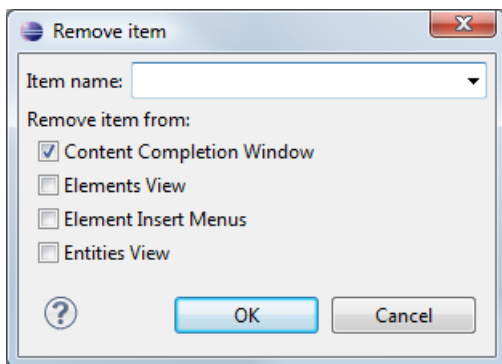 Remove item
Item name:
Remove item from:
Content Completion Window
Elements View
Element Insert Menus
Entities View
? OK Cancel